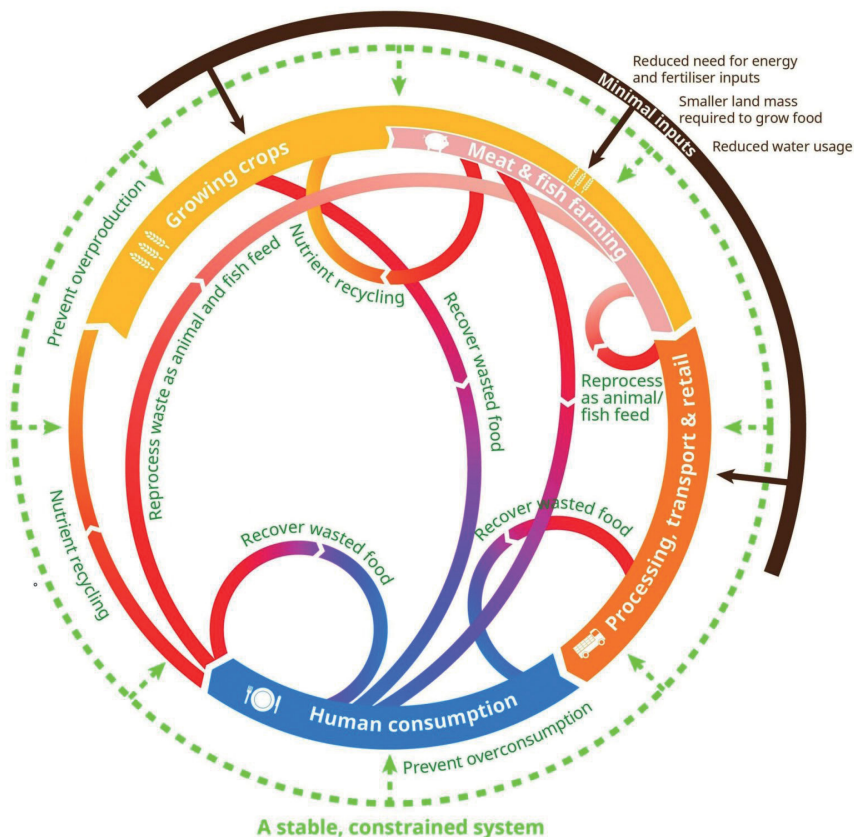 Reduced need for energy
and fertiliser inputs
Smaller land mass
required to grow food
Reduced water usage
Minimal inputs
Growing crops
Meat & fish farming
Prevent overproduction
Nutrient recycling
Reprocess waste as animal and fish feed
Recover wasted food
Reprocess
as animal/
fish feed
Processing, transport & retail
Nutrient recycling
Recover wasted food
Recover wasted food
Human consumption
Prevent overconsumption
A stable, constrained system